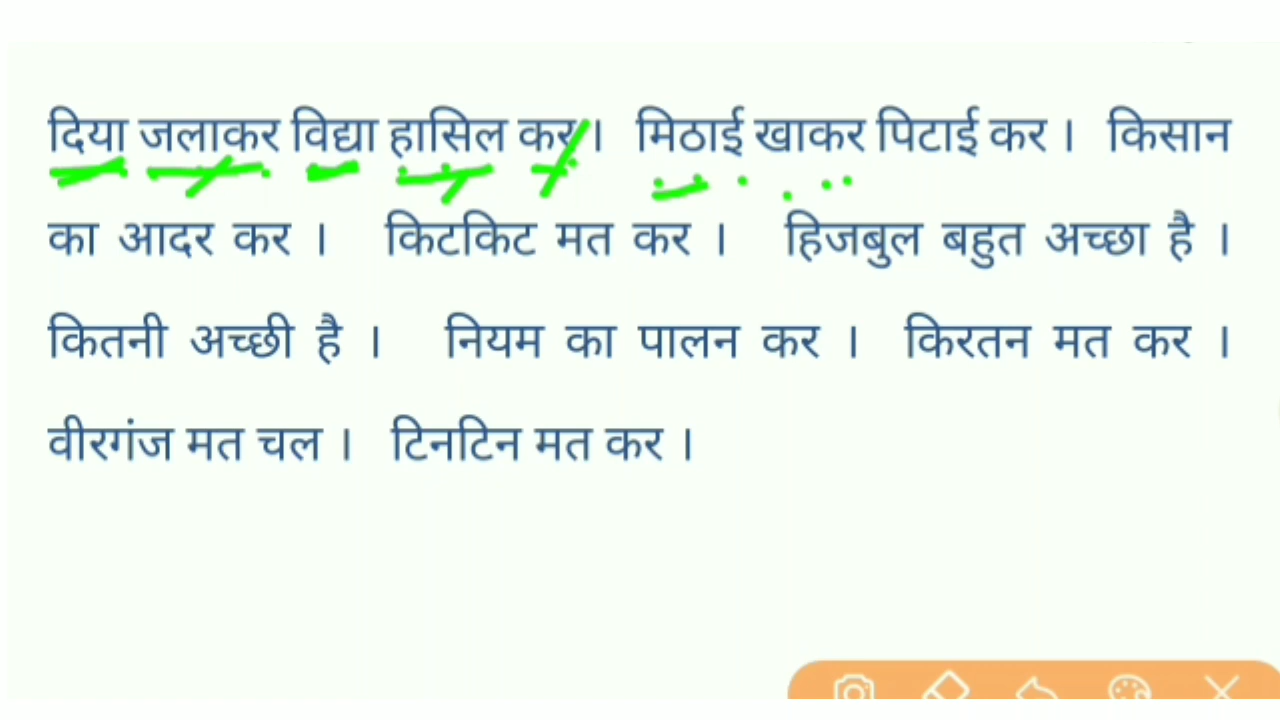 दिया जलाकर विद्या हासिल कर । मिठाई खाकर पिटाई कर । किसान
का आदर कर । किटकिट मत कर । हिजबुल बहुत अच्छा है ।
कितनी अच्छी है । नियम का पालन कर । किरतन मत कर ।
वीरगंज मत चल । टिनटिन मत कर ।